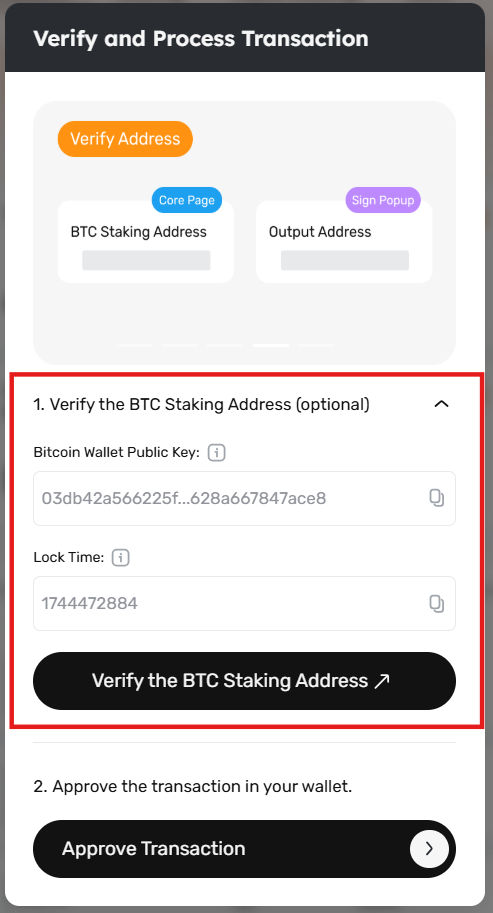 Verify and Process Transaction
Verify Address
Core Page
Sign Popup
BTC Staking Address
Output Address
1. Verify the BTC Staking Address (optional)
Bitcoin Wallet Public Key:
03db42a566225f...628a667847ace8
Lock Time:
1744472884
Verify the BTC Staking Address ↗
2. Approve the transaction in your wallet.
Approve Transaction